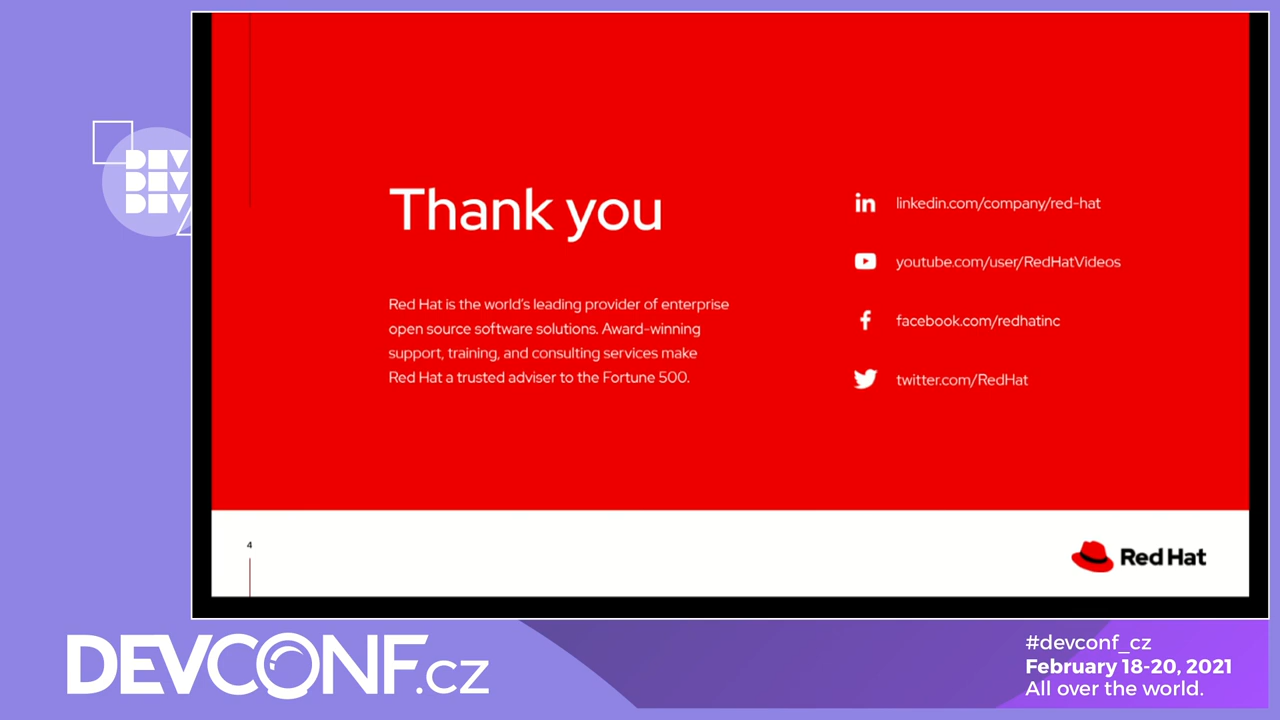 DEV
DEV
DEV
Thank you
Red Hat is the world's leading provider of enterprise
open source software solutions. Award-winning
support, training, and consulting services make
Red Hat a trusted adviser to the Fortune 500.
linkedin.com/company/red-hat
youtube.com/user/RedHatVideos
facebook.com/redhatinc
twitter.com/RedHat
4
Red Hat
DEVCONF.cz
#devconf_cz
February 18-20, 2021
All over the world.